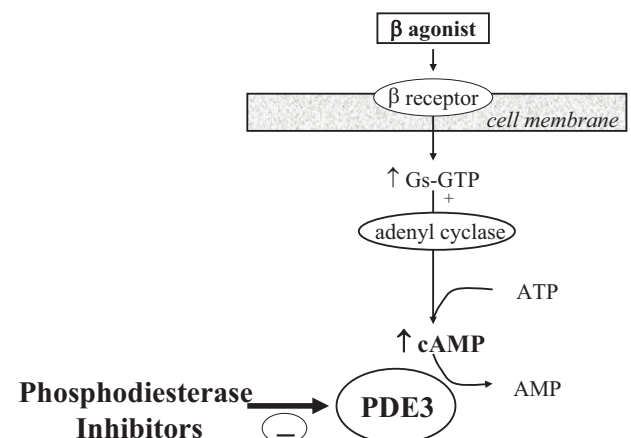 β agonist
β receptor
cell membrane
↑ Gs-GTP
+
adenyl cyclase
ATP
↑ cAMP
AMP
Phosphodiesterase
Inhibitors
PDE3
−